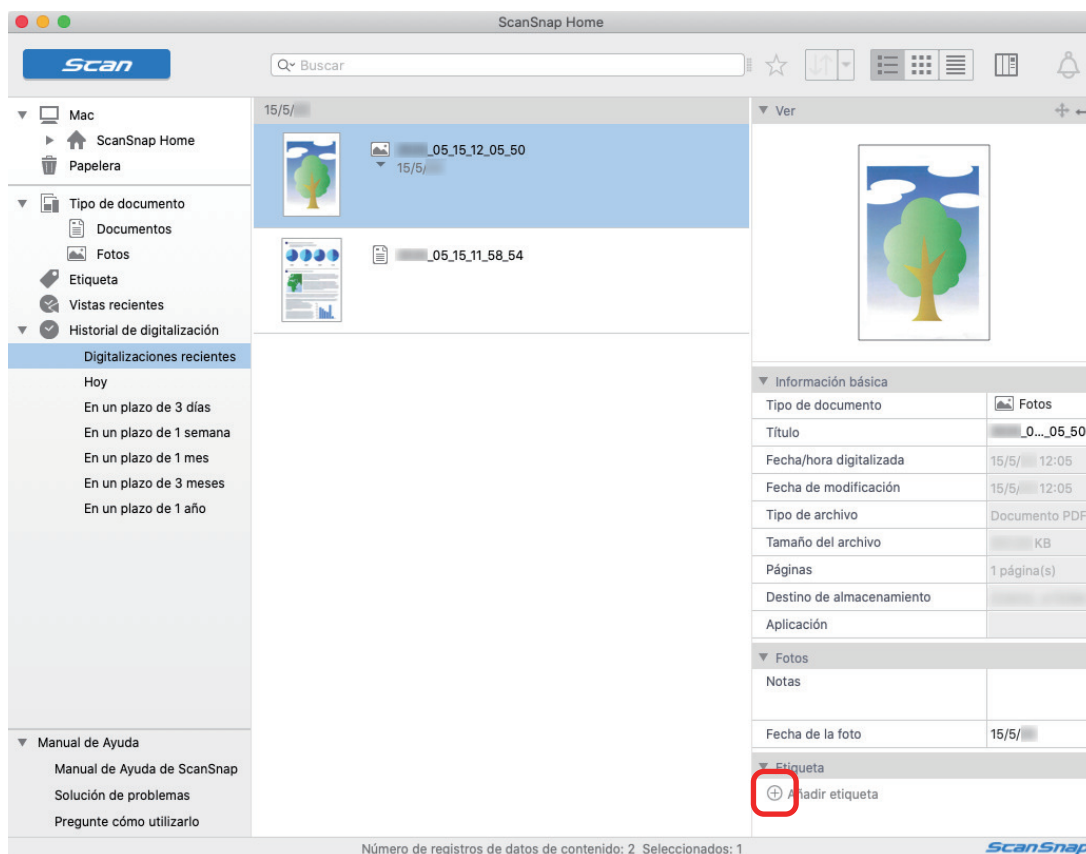 ScanSnap Home
Scan
Buscar
Mac
ScanSnap Home
Papelera
Tipo de documento
Documentos
Fotos
Etiqueta
Vistas recientes
Historial de digitalización
Digitalizaciones recientes
Hoy
En un plazo de 3 días
En un plazo de 1 semana
En un plazo de 1 mes
En un plazo de 3 meses
En un plazo de 1 año
Manual de Ayuda
Manual de Ayuda de ScanSnap
Solución de problemas
Pregunte cómo utilizarlo
15/5/
_05_15_12_05_50
15/5/
_05_15_11_58_54
Ver
Información básica
Tipo de documento Fotos
Título _0..._05_50
Fecha/hora digitalizada 15/5/ 12:05
Fecha de modificación 15/5/ 12:05
Tipo de archivo Documento PDF
Tamaño del archivo KB
Páginas 1 página(s)
Destino de almacenamiento
Aplicación
Fotos
Notas
Fecha de la foto 15/5/
Etiqueta
Añadir etiqueta
Número de registros de datos de contenido: 2 Seleccionados: 1
ScanSnap